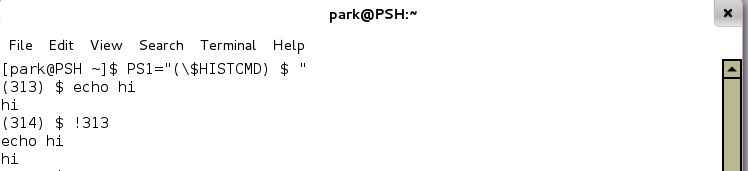 park@PSH:~
File Edit View Search Terminal Help
[park@PSH ~]$ PS1="(\$HISTCMD) $ "
(313) $ echo hi
hi
(314) $ !313
echo hi
hi